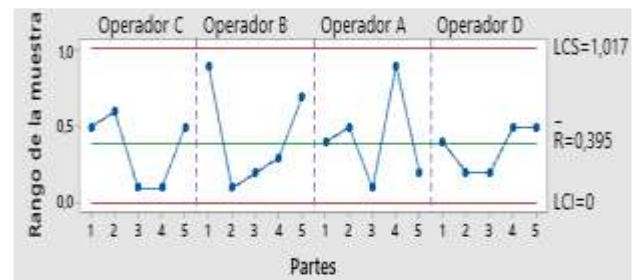 Operador C Operador B Operador A Operador D
Rango de la muestra
1,0
0.5
0.0
LCS=1,017
R=0,395
LCI=0
1 2 3 4 5 1 2 3 4 5 1 2 3 4 5 1 2 3 4 5
Partes